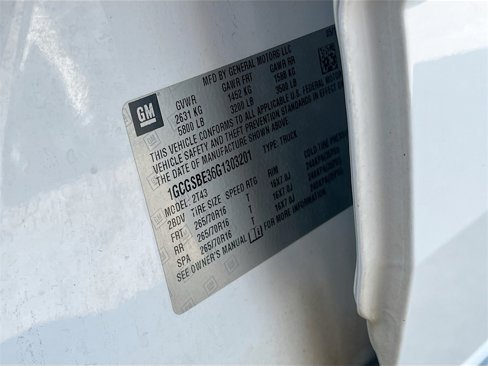 MFD BY GENERAL MOTORS LLC
GM
GVWR GAWR FRT GAWR RR
2631 KG 1452 KG 1588 KG
5800 LB 3200 LB 3500 LB
THIS VEHICLE CONFORMS TO ALL APPLICABLE U.S. FEDERAL MOTOR
VEHICLE SAFETY AND THEFT PREVENTION STANDARDS IN EFFECT ON
THE DATE OF MANUFACTURE SHOWN ABOVE.
1GCGSBE36G1303201 TYPE: TRUCK
MODEL: 2T43
2BDV TIRE SIZE SPEED RTG RIM COLD TIRE
FRT 265/70R16 T 16X7.0J
RR 265/70R16 T 16X7.0J
SPA 265/70R16 T 16X7.0J
SEE OWNER'S MANUAL FOR MORE INFORMATION.